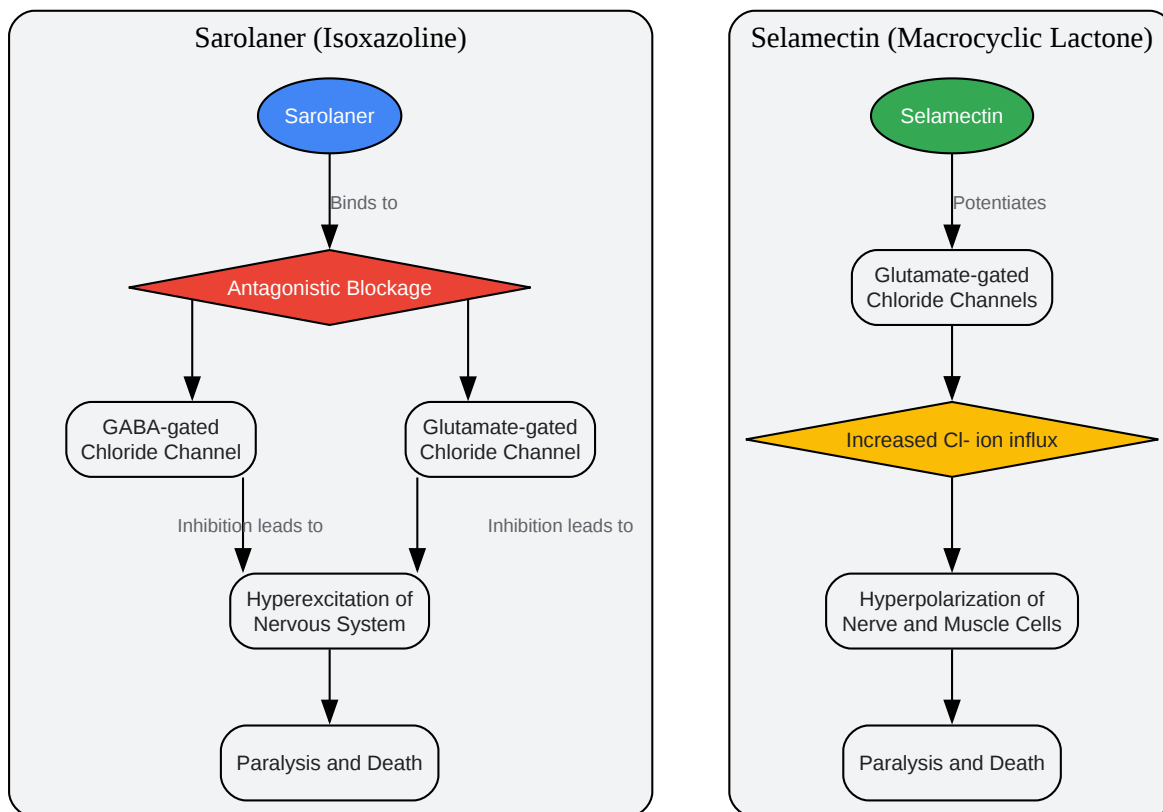 Sarolaner (Isoxazoline)
Sarolaner
Binds to
Antagonistic Blockage
GABA-gated
Chloride Channel
Glutamate-gated
Chloride Channel
Inhibition leads to
Inhibition leads to
Hyperexcitation of
Nervous System
Paralysis and Death
Selamectin (Macrocyclic Lactone)
Selamectin
Potentiates
Glutamate-gated
Chloride Channels
Increased Cl- ion influx
Hyperpolarization of
Nerve and Muscle Cells
Paralysis and Death